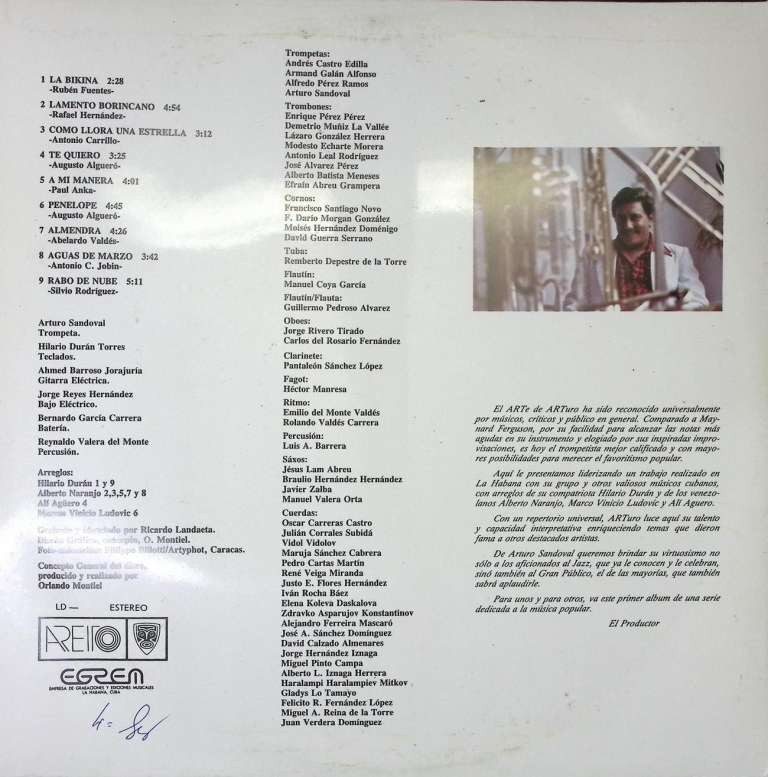 1 LA BIKINA 2:28
-Rubén Fuentes-
2 LAMENTO BORINCANO 4:54
-Rafael Hernández-
3 COMO LLORA UNA ESTRELLA 3:12
-Antonio Carrillo-
4 TE QUIERO 3:25
-Augusto Algueró-
5 A MI MANERA 4:01
-Paul Anka-
6 PENELOPE 4:45
-Augusto Algueró-
7 ALMENDRA 4:26
-Abelardo Valdés-
8 AGUAS DE MARZO 3:42
-Antonio C. Jobin-
9 RABO DE NUBE 5:11
-Silvio Rodríguez-
Arturo Sandoval
Trompeta.
Hilario Durán Torres
Teclados.
Ahmed Barroso Jorajuría
Gitarra Eléctrica.
Jorge Reyes Hernández
Bajo Eléctrico.
Bernardo García Carrera
Batería.
Reynaldo Valera del Monte
Percusión.
Arreglos:
Hilario Durán 1 y 9
Alberto Naranjo 2,3,5,7 y 8
Alí Agüero 4
Marcus Vinicio Ludovic 6
Grabado y Mezclado por Ricardo Landaeta.
Diseño Gráfico, concepto, O. Montiel.
Foto-animación: Philippe Billotti/Artyphot, Caracas.
Concepto General del disco,
producido y realizado por
Orlando Montiel
LD — ESTEREO
AREITO
EGREM
EMPRESA DE GRABACIONES Y EDICIONES MUSICALES
LA HABANA, CUBA
Trompetas:
Andrés Castro Edilla
Armand Galán Alfonso
Alfredo Pérez Ramos
Arturo Sandoval
Trombones:
Enrique Pérez Pérez
Demetrio Muñiz La Vallée
Lázaro González Herrera
Modesto Echarte Morera
Antonio Leal Rodríguez
José Alvarez Pérez
Alberto Batista Meneses
Efraín Abreu Grampera
Cornos:
Francisco Santiago Novo
F. Darío Morgan González
Moisés Hernández Doménigo
David Guerra Serrano
Tuba:
Remberto Depestre de la Torre
Flautín:
Manuel Coya García
Flautín/Flauta:
Guillermo Pedroso Alvarez
Oboes:
Jorge Rivero Tirado
Carlos del Rosario Fernández
Clarinete:
Pantaleón Sánchez López
Fagot:
Héctor Manresa
Ritmo:
Emilio del Monte Valdés
Rolando Valdés Carrera
Percusión:
Luis A. Barrera
Sáxos:
Jésus Lam Abreu
Braulio Hernández Hernández
Javier Zalba
Manuel Valera Orta
Cuerdas:
Oscar Carreras Castro
Julián Corrales Subidá
Vidol Vidolov
Maruja Sánchez Cabrera
Pedro Cartas Martín
René Veiga Miranda
Justo E. Flores Hernández
Iván Rocha Báez
Elena Koleva Daskalova
Zdravko Asparujov Konstantinov
Alejandro Ferreira Mascaró
José A. Sánchez Domínguez
David Calzado Almenares
Jorge Hernández Iznaga
Miguel Pinto Campa
Alberto L. Iznaga Herrera
Haralampi Haralampiev Mitkov
Gladys Lo Tamayo
Felicito R. Fernández López
Miguel A. Reina de la Torre
Juan Verdera Domínguez
El ARTe de ARTuro ha sido reconocido universalmente
por músicos, críticos y público en general. Comparado a May-
nard Ferguson, por su facilidad para alcanzar las notas más
agudas en su instrumento y elogiado por sus inspiradas impro-
visaciones, es hoy el trompetista mejor calificado y con mayo-
res posibilidades para merecer el favoritismo popular.
Aquí le presentamos liderizando un trabajo realizado en
La Habana con su grupo y otros valiosos músicos cubanos,
con arreglos de su compatriota Hilario Durán y de los venezo-
lanos Alberto Naranjo, Marco Vinicio Ludovic y Alí Aguero.
Con un repertorio universal, ARTuro luce aquí su talento
y capacidad interpretativa enriqueciendo temas que dieron
fama a otros destacados artistas.
De Arturo Sandoval queremos brindar su virtuosismo no
sólo a los aficionados al Jazz, que ya le conocen y le celebran,
sinó también al Gran Público, el de las mayorías, que también
sabrá aplaudirle.
Para unos y para otros, va este primer album de una serie
dedicada a la música popular.
El Productor